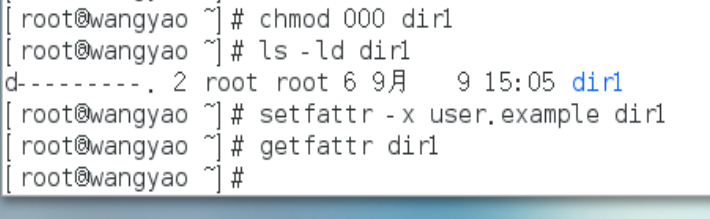 [root@wangyao ~]# chmod 000 dir1
[root@wangyao ~]# ls -ld dir1
d---------. 2 root root 6 9月   9 15:05 dir1
[root@wangyao ~]# setfattr -x user.example dir1
[root@wangyao ~]# getfattr dir1
[root@wangyao ~]#